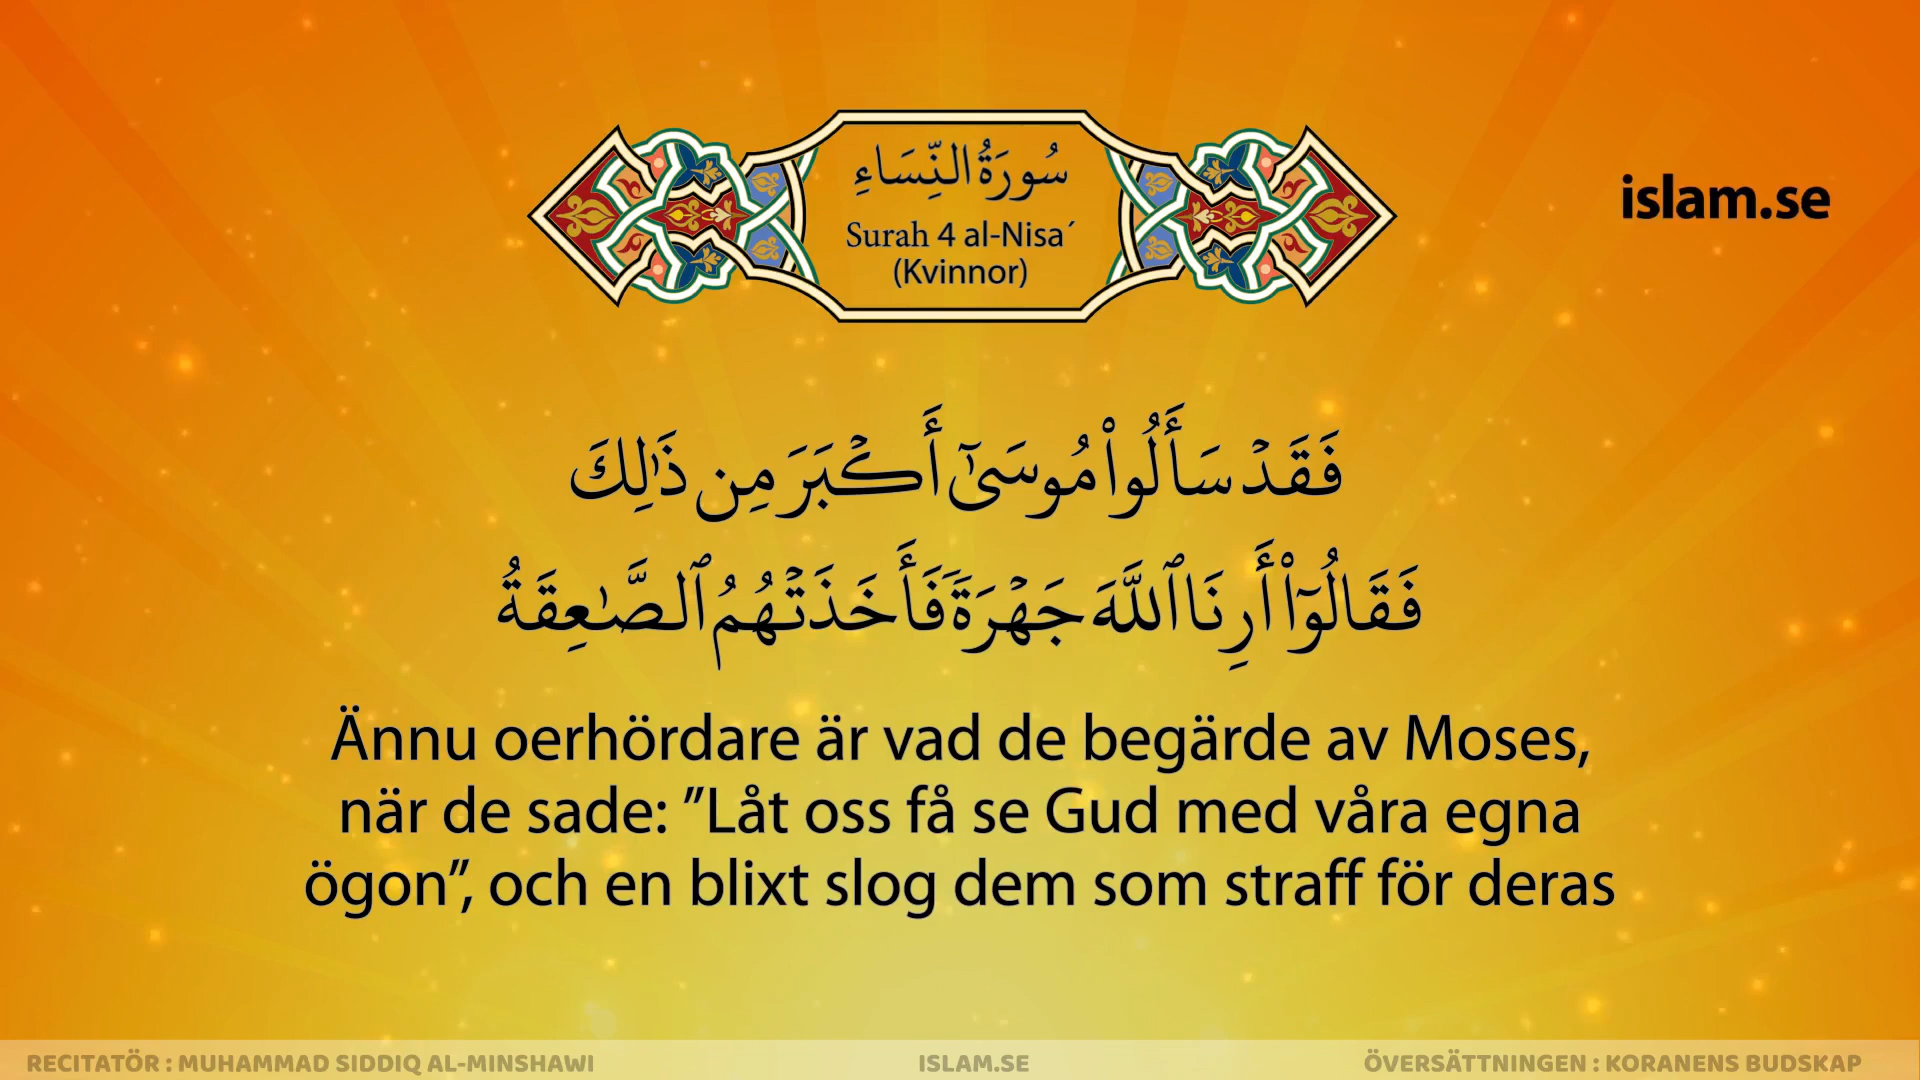 سُورَةُ النِّسَاءِ
Surah 4 al-Nisa´
(Kvinnor)
islam.se
فَقَدۡ سَأَلُواْ مُوسَىٰٓ أَكۡبَرَ مِن ذَٰلِكَ
فَقَالُوٓاْ أَرِنَا ٱللَّهَ جَهۡرَةٗ فَأَخَذَتۡهُمُ ٱلصَّٰعِقَةُ
Ännu oerhördare är vad de begärde av Moses,
när de sade: ”Låt oss få se Gud med våra egna
ögon”, och en blixt slog dem som straff för deras
RECITATÖR : MUHAMMAD SIDDIQ AL-MINSHAWI
ISLAM.SE
ÖVERSÄTTNINGEN : KORANENS BUDSKAP